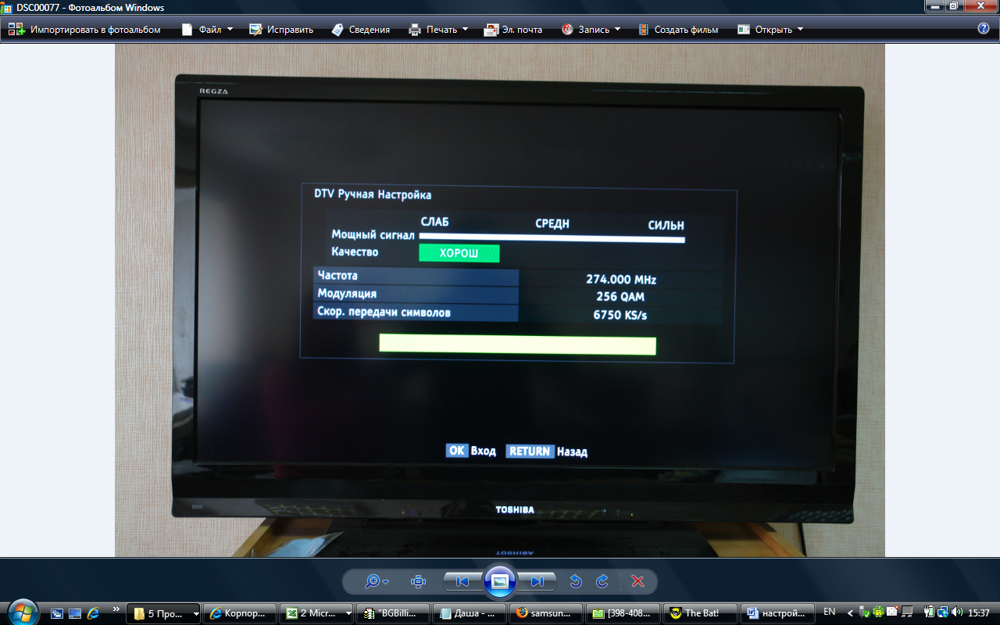 DSC00077 - Фотоальбом Windows
Импортировать в фотоальбом Файл Исправить Сведения Печать Эл. почта Запись Создать фильм Открыть
REGZA
DTV Ручная Настройка
СЛАБ СРЕДН СИЛЬН
Мощный сигнал
Качество ХОРОШ
Частота 274.000 MHz
Модуляция 256 QAM
Скор. передачи символов 6750 KS/s
OK Вход RETURN Назад
TOSHIBA
TOSHIBA
5 Про... Корпор... 2 Micr... "BGBilli... Даша - ... samsun... [398-408... The Bat! настрой... EN 15:37